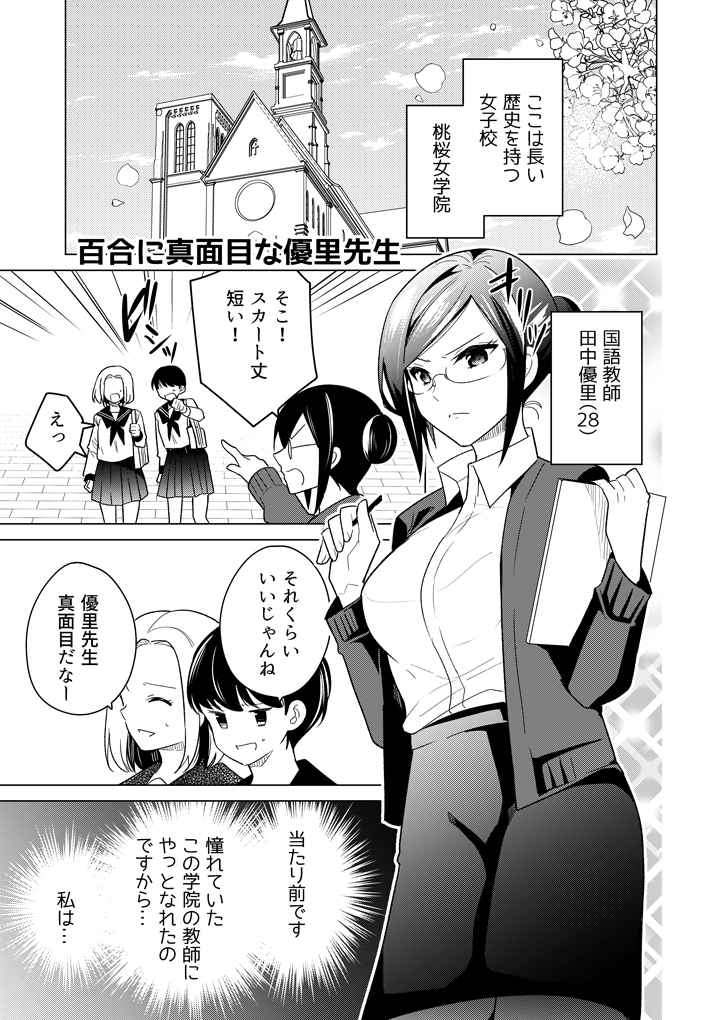 ここは長い
歴史を持つ
女子校
桃桜女学院
百合に真面目な優里先生
国語教師
田中優里(28)
そこ！
スカート丈
短い！
えっ
それくらい
いいじゃんね
優里先生
真面目だなー
当たり前です
憧れていた
この学院の教師に
やっとなれたの
ですから…
私は…